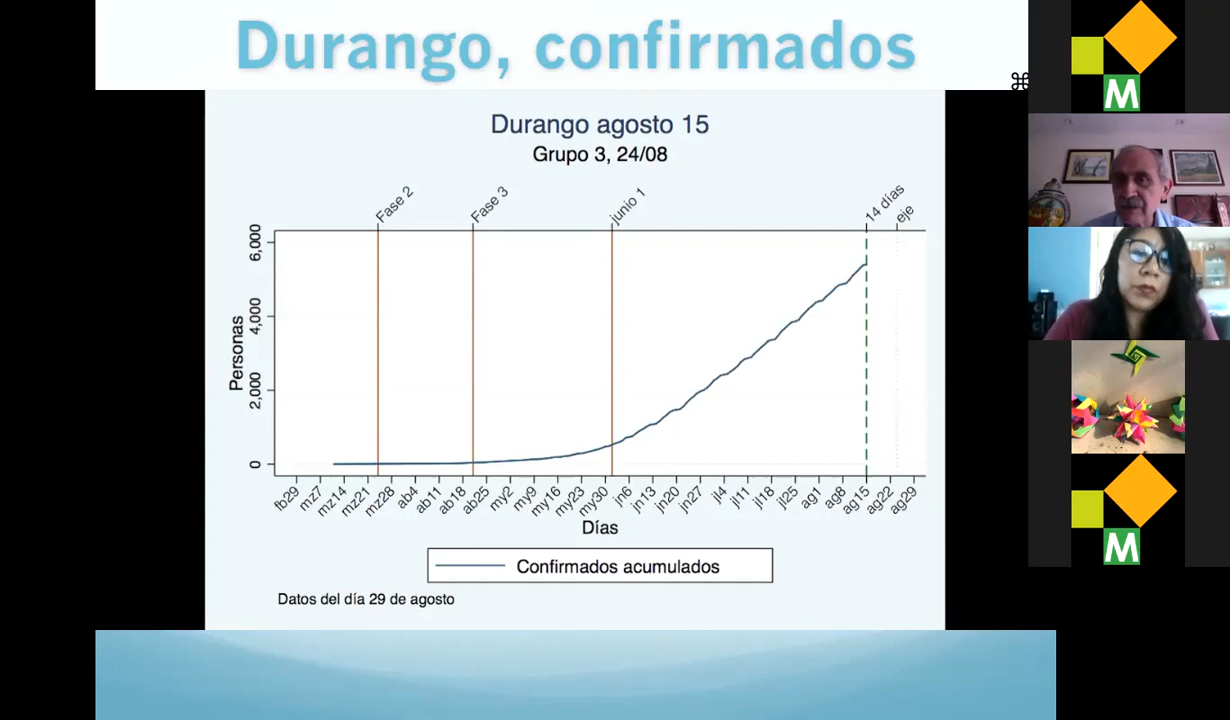 Durango, confirmados
⌘
Durango agosto 15
Grupo 3, 24/08
Fase 2
Fase 3
junio 1
14 días
eje
6,000
4,000
2,000
0
Personas
fb29 mz7 mz14 mz21 mz28 ab4 ab11 ab18 ab25 my2 my9 my16 my23 my30 jn6 jn13 jn20 jn27 jl4 jl11 jl18 jl25 ag1 ag8 ag15 ag22 ag29
Días
Confirmados acumulados
Datos del día 29 de agosto
M
M